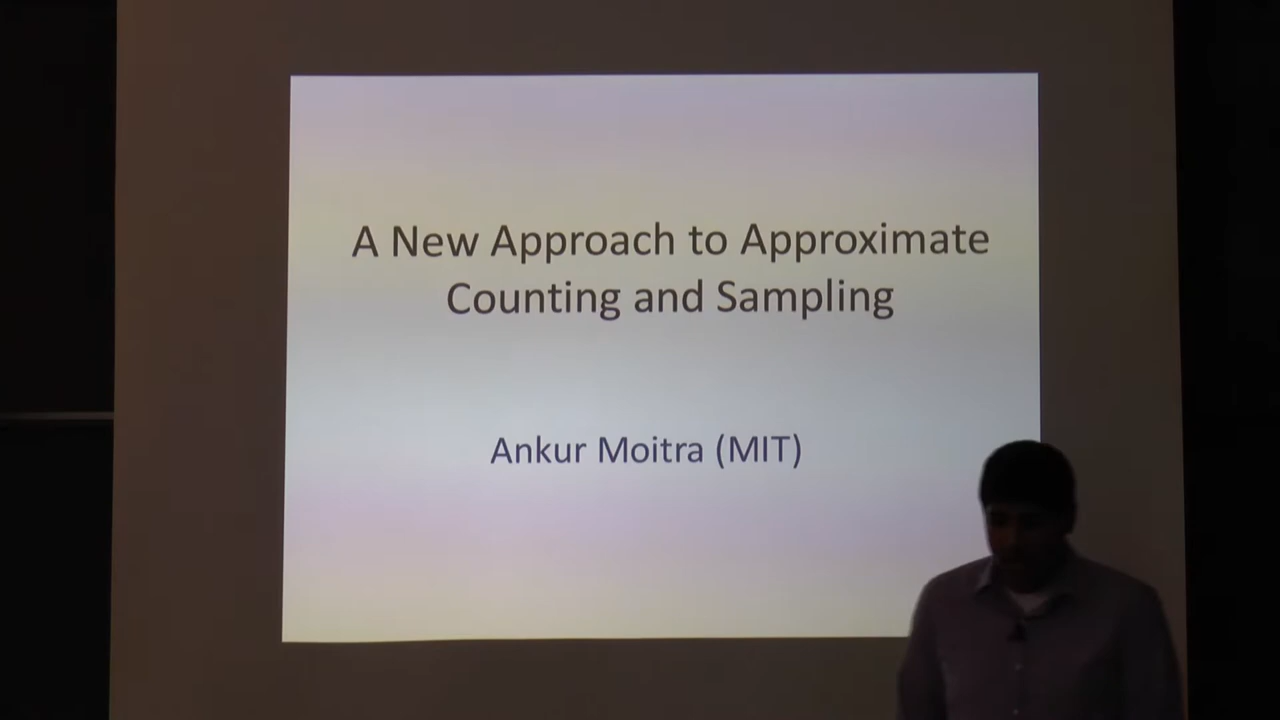 A New Approach to Approximate
Counting and Sampling
Ankur Moitra (MIT)